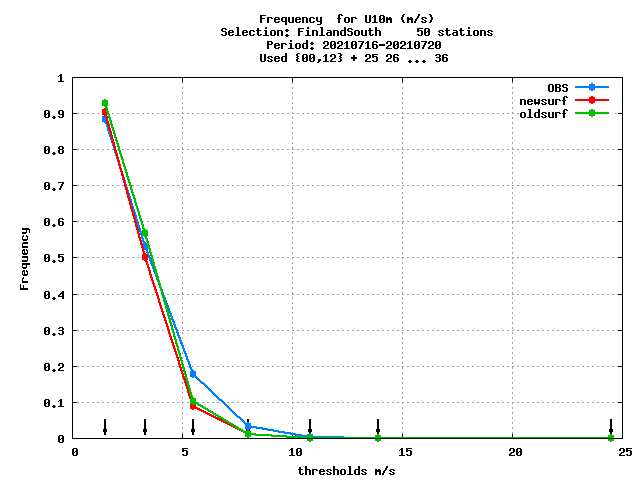 Frequency  for U10m (m/s)
Selection: FinlandSouth     50 stations
Period: 20210716-20210720
Used {00,12} + 25 26 ... 36
OBS
newsurf
oldsurf
1
0.9
0.8
0.7
0.6
0.5
0.4
0.3
0.2
0.1
0
Frequency
0 5 10 15 20 25
thresholds m/s